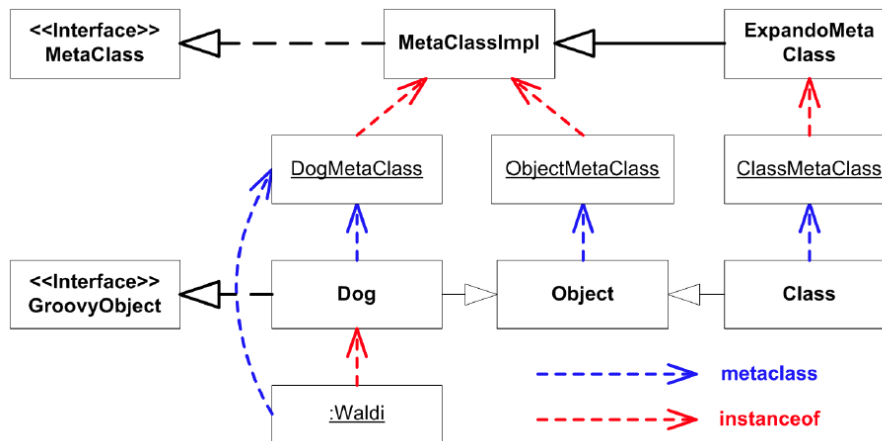 <<Interface>>
MetaClass
MetaClassImpl
ExpandoMeta
Class
DogMetaClass
ObjectMetaClass
ClassMetaClass
<<Interface>>
GroovyObject
Dog
Object
Class
:Waldi
metaclass
instanceof